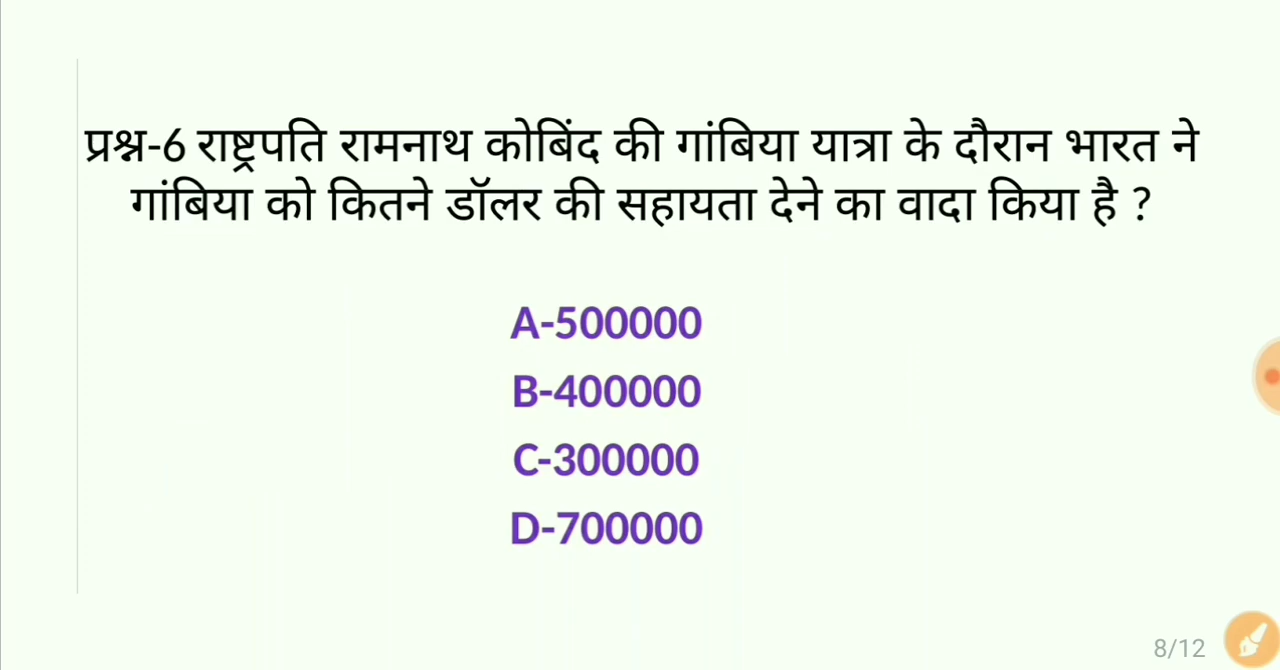 प्रश्न-6 राष्ट्रपति रामनाथ कोबिंद की गांबिया यात्रा के दौरान भारत ने
गांबिया को कितने डॉलर की सहायता देने का वादा किया है ?
A-500000
B-400000
C-300000
D-700000
8/12